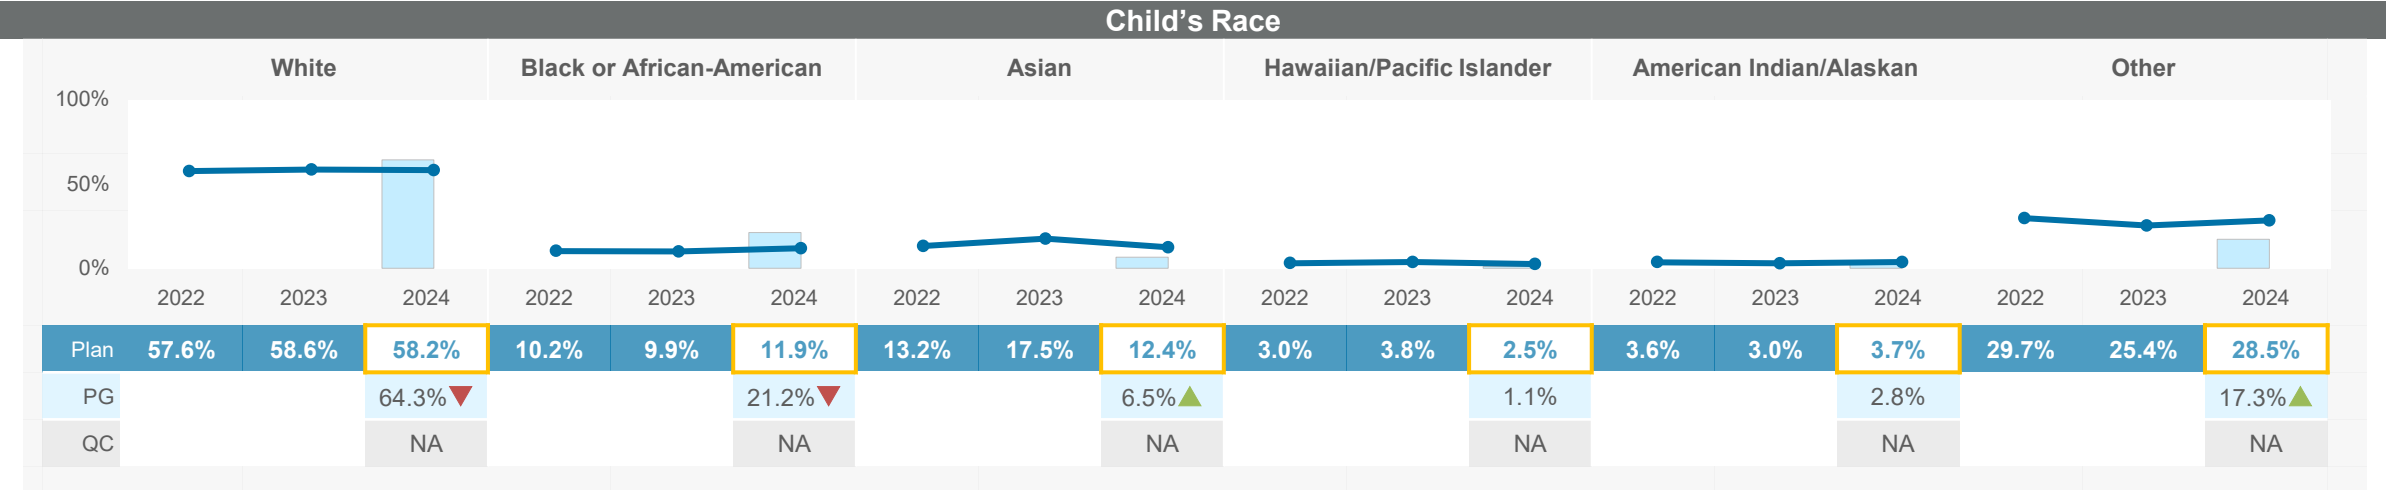 Child’s Race
White Black or African-American Asian Hawaiian/Pacific Islander American Indian/Alaskan Other
100%
50%
0%
2022 2023 2024 2022 2023 2024 2022 2023 2024 2022 2023 2024 2022 2023 2024 2022 2023 2024
Plan 57.6% 58.6% 58.2% 10.2% 9.9% 11.9% 13.2% 17.5% 12.4% 3.0% 3.8% 2.5% 3.6% 3.0% 3.7% 29.7% 25.4% 28.5%
PG 64.3% 21.2% 6.5% 1.1% 2.8% 17.3%
QC NA NA NA NA NA NA